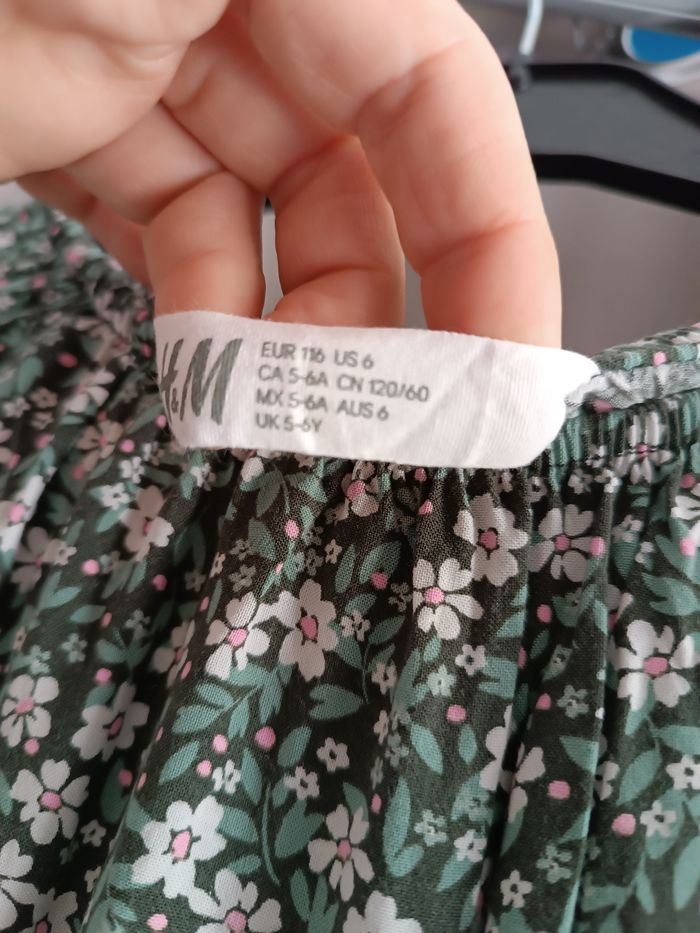 H&M
EUR 116 US 6
CA 5-6A CN 120/60
MX 5-6A AUS 6
UK 5-6Y